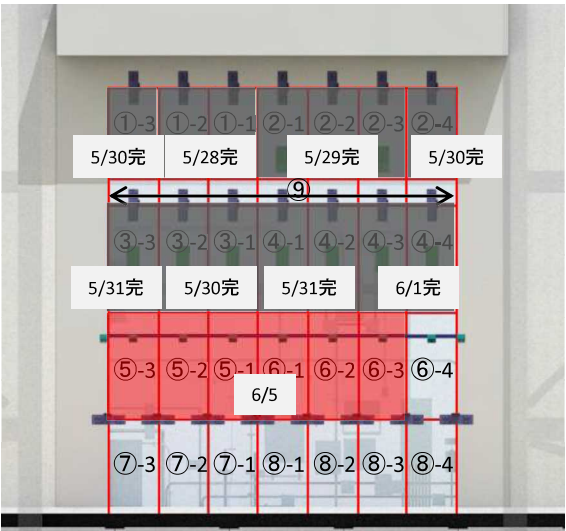 ①-3 ①-2 ①-1 ②-1 ②-2 ②-3 ②-4
5/30完 5/28完 5/29完 5/30完
⑨
③-3 ③-2 ③-1 ④-1 ④-2 ④-3 ④-4
5/31完 5/30完 5/31完 6/1完
⑤-3 ⑤-2 ⑤-1 ⑥-1 ⑥-2 ⑥-3 ⑥-4
6/5
⑦-3 ⑦-2 ⑦-1 ⑧-1 ⑧-2 ⑧-3 ⑧-4